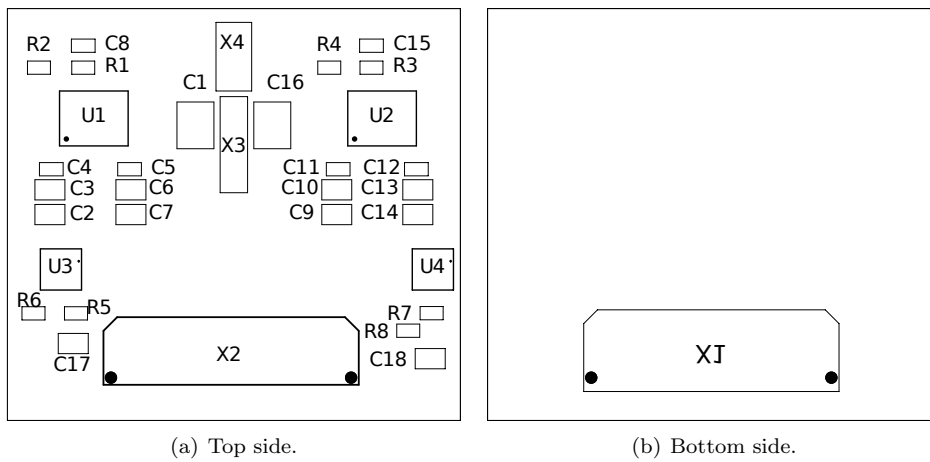 X4
R2 C8 R4 C15
R1 R3
C1 C16
U1 U2
X3
C4 C5 C11 C12
C3 C6 C10 C13
C2 C7 C9 C14
U3 U4
R6 R5 R7
R8
X2 X1
C17 C18
(a) Top side. (b) Bottom side.